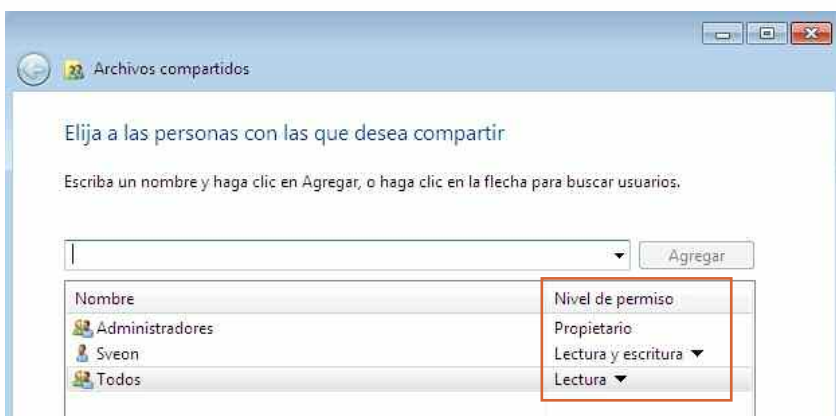 Archivos compartidos
Elija a las personas con las que desea compartir
Escriba un nombre y haga clic en Agregar, o haga clic en la flecha para buscar usuarios.
Agregar
Nombre Nivel de permiso
Administradores Propietario
Sveon Lectura y escritura
Todos Lectura